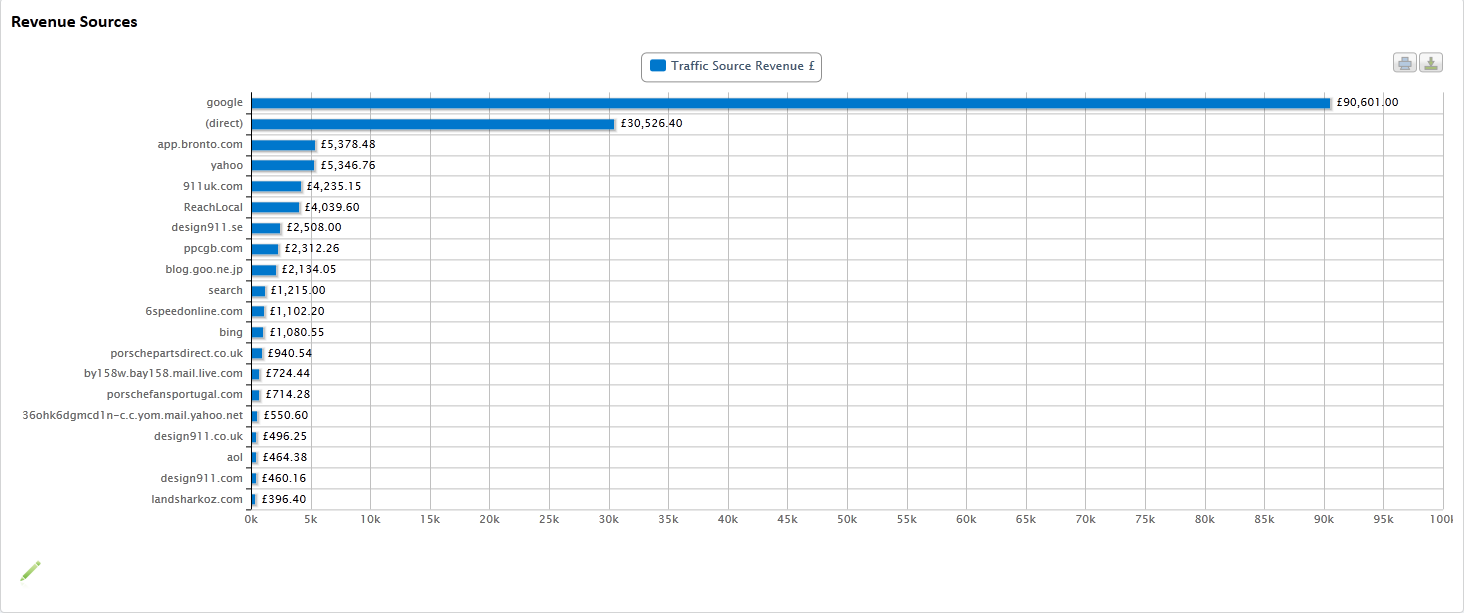 Revenue Sources
Traffic Source Revenue £
google £90,601.00
(direct) £30,526.40
app.bronto.com £5,378.48
yahoo £5,346.76
911uk.com £4,235.15
ReachLocal £4,039.60
design911.se £2,508.00
ppcgb.com £2,312.26
blog.goo.ne.jp £2,134.05
search £1,215.00
6speedonline.com £1,102.20
bing £1,080.55
porschepartsdirect.co.uk £940.54
by158w.bay158.mail.live.com £724.44
porschefansportugal.com £714.28
36ohk6dgmcd1n-c.c.yom.mail.yahoo.net £550.60
design911.co.uk £496.25
aol £464.38
design911.com £460.16
landsharkoz.com £396.40
0k 5k 10k 15k 20k 25k 30k 35k 40k 45k 50k 55k 60k 65k 70k 75k 80k 85k 90k 95k 100